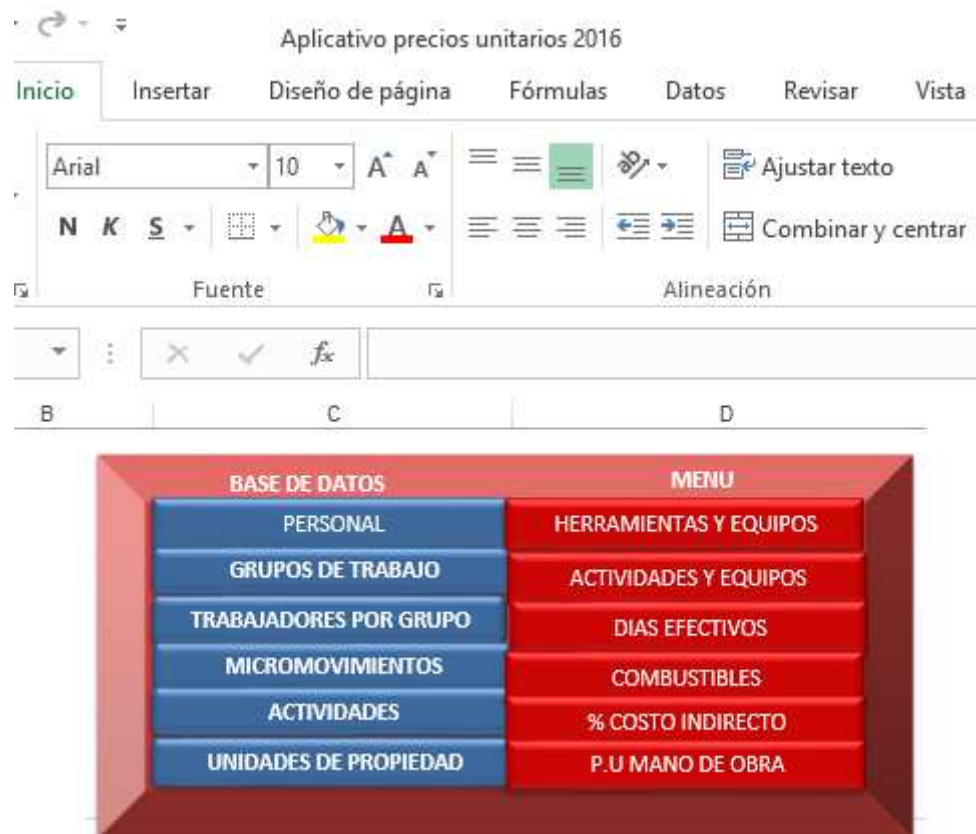 Aplicativo precios unitarios 2016
Inicio Insertar Diseño de página Fórmulas Datos Revisar Vista
Arial 10 A A ab Ajustar texto
N K S A Combinar y centrar
Fuente Alineación
fx
B C D
BASE DE DATOS MENU
PERSONAL HERRAMIENTAS Y EQUIPOS
GRUPOS DE TRABAJO ACTIVIDADES Y EQUIPOS
TRABAJADORES POR GRUPO DIAS EFECTIVOS
MICROMOVIMIENTOS COMBUSTIBLES
ACTIVIDADES % COSTO INDIRECTO
UNIDADES DE PROPIEDAD P.U MANO DE OBRA